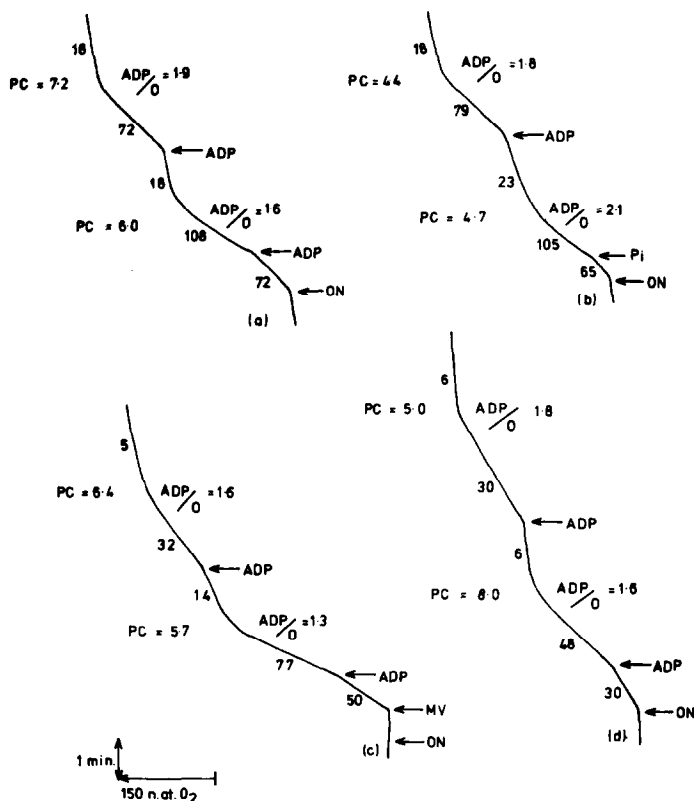 18
PC = 7.2
ADP/O = 1·9
72
ADP
18
PC = 6.0
ADP/O = 16
108
ADP
72
ON
(a)
18
PC = 44
ADP/O = 1·8
79
ADP
23
PC = 4.7
ADP/O = 2·1
105
Pi
65
ON
(b)
5
PC = 6·4
ADP/O = 1·6
32
ADP
14
PC = 5·7
ADP/O = 1·3
77
ADP
50
MV
ON
(c)
6
PC = 5.0
ADP/O 1·8
30
ADP
6
PC = 8.0
ADP/O = 1·6
48
ADP
30
ON
(d)
1 min.
150 n.at. O2